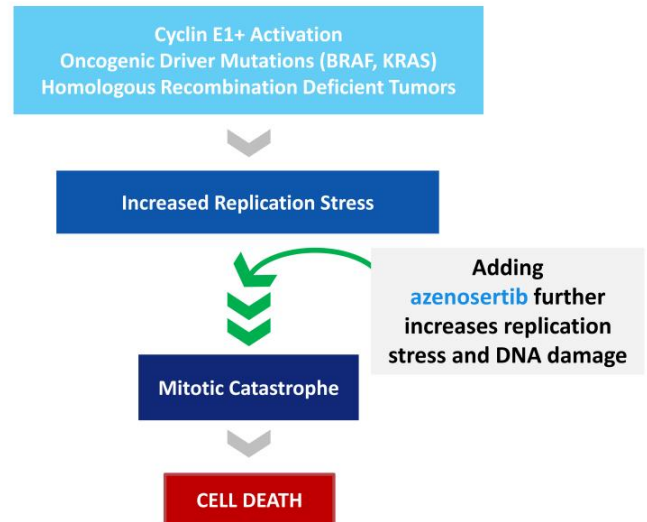 Cyclin E1+ Activation
Oncogenic Driver Mutations (BRAF, KRAS)
Homologous Recombination Deficient Tumors
Increased Replication Stress
Adding
azenosertib further
increases replication
stress and DNA damage
Mitotic Catastrophe
CELL DEATH